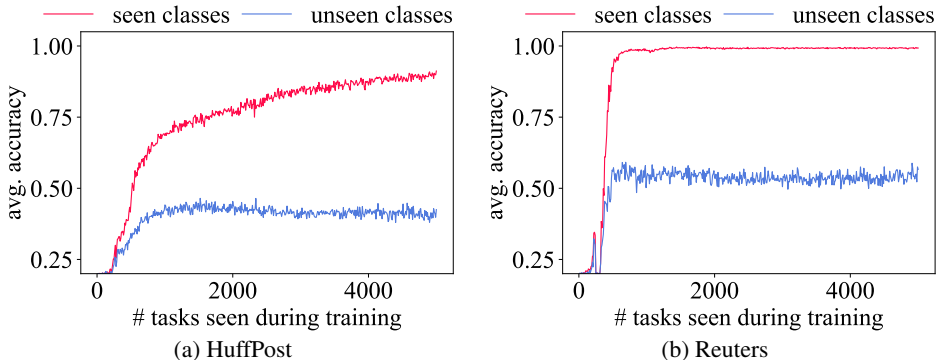 seen classes unseen classes
1.00
0.75
0.50
0.25
avg. accuracy
0 2000 4000
# tasks seen during training
(a) HuffPost
seen classes unseen classes
1.00
0.75
0.50
0.25
avg. accuracy
0 2000 4000
# tasks seen during training
(b) Reuters